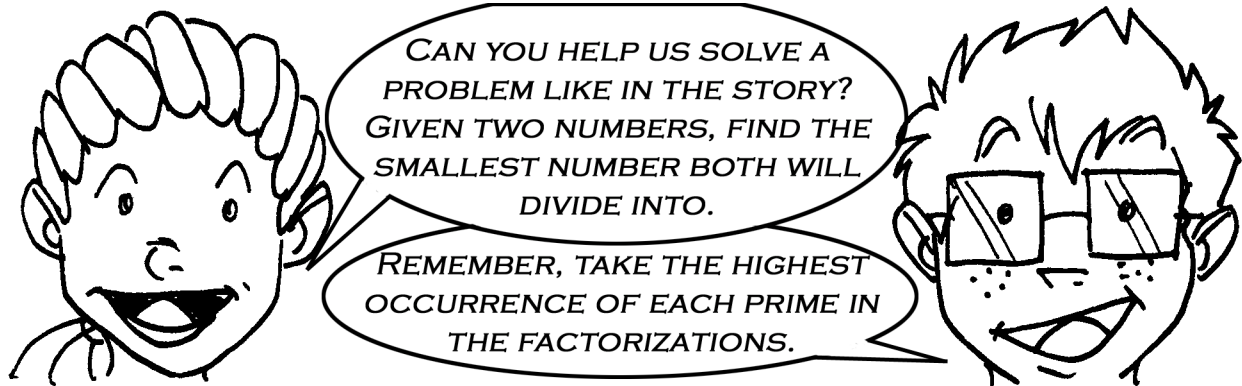 CAN YOU HELP US SOLVE A
PROBLEM LIKE IN THE STORY?
GIVEN TWO NUMBERS, FIND THE
SMALLEST NUMBER BOTH WILL
DIVIDE INTO.
REMEMBER, TAKE THE HIGHEST
OCCURRENCE OF EACH PRIME IN
THE FACTORIZATIONS.